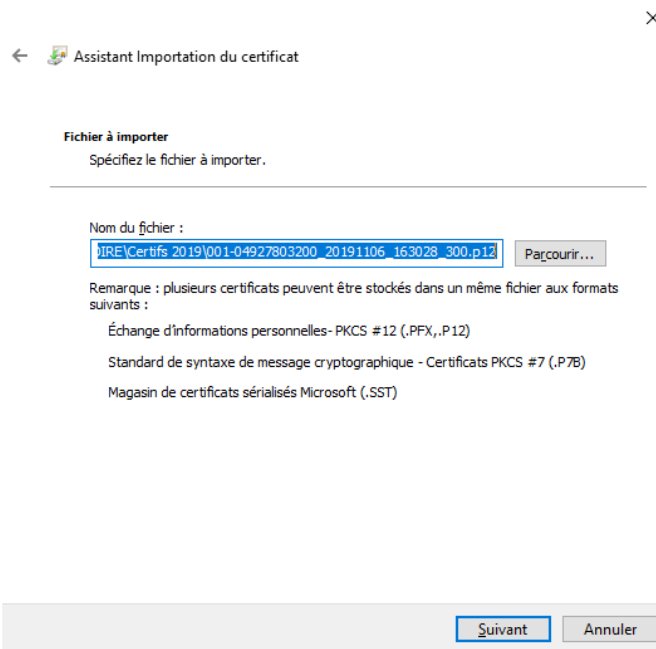 Assistant Importation du certificat
Fichier à importer
Spécifiez le fichier à importer.
Nom du fichier :
IRE\Certifs 2019\001-04927803200_20191106_163028_300.p12
Parcourir...
Remarque : plusieurs certificats peuvent être stockés dans un même fichier aux formats
suivants :
Échange d'informations personnelles- PKCS #12 (.PFX,.P12)
Standard de syntaxe de message cryptographique - Certificats PKCS #7 (.P7B)
Magasin de certificats sérialisés Microsoft (.SST)
Suivant
Annuler